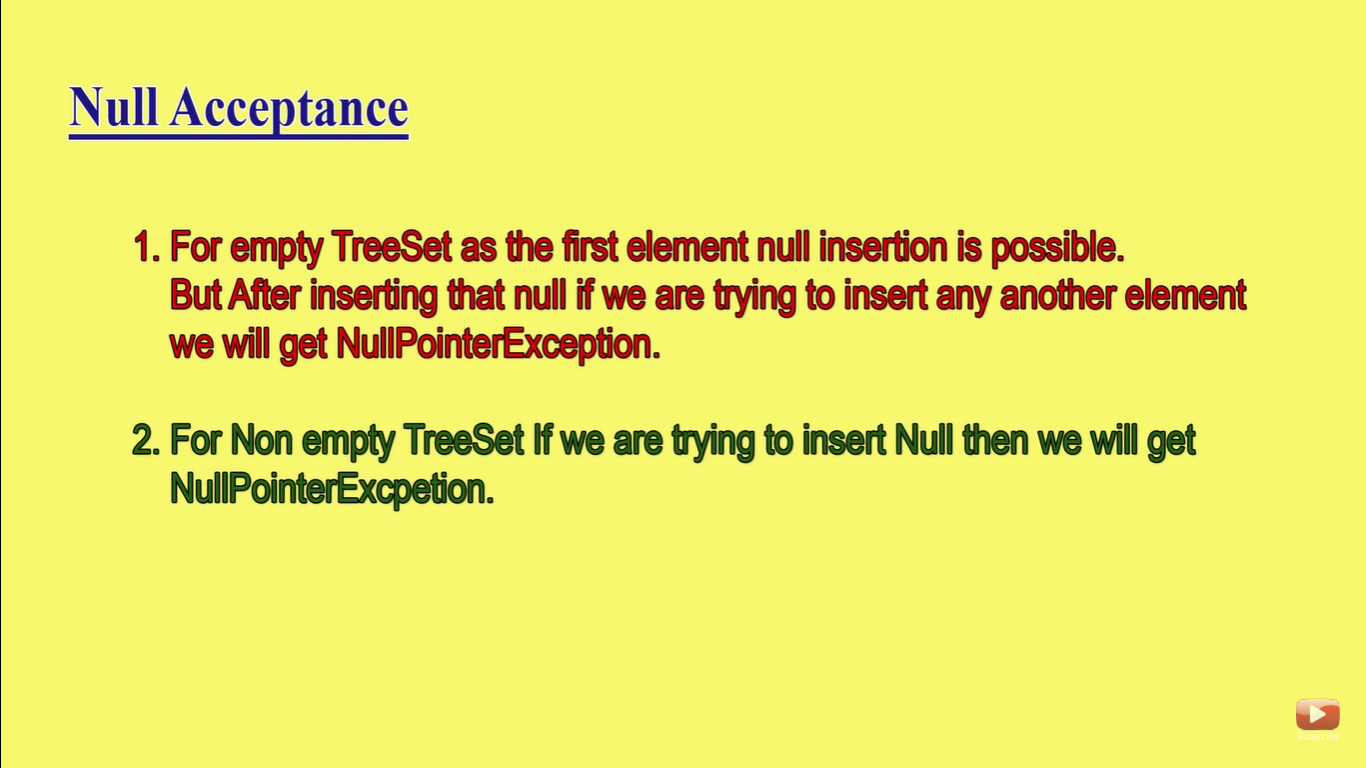 Null Acceptance
1. For empty TreeSet as the first element null insertion is possible.
But After inserting that null if we are trying to insert any another element
we will get NullPointerException.
2. For Non empty TreeSet If we are trying to insert Null then we will get
NullPointerExcpetion.
Subscribe